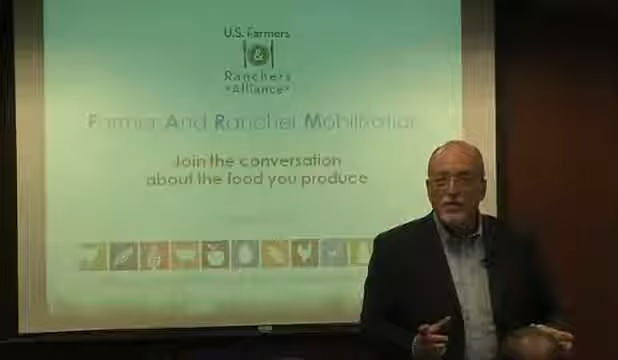 U.S. Farmers
&
Ranchers
Alliance
Farmer And Rancher Mobilization
Join the conversation
about the food you produce